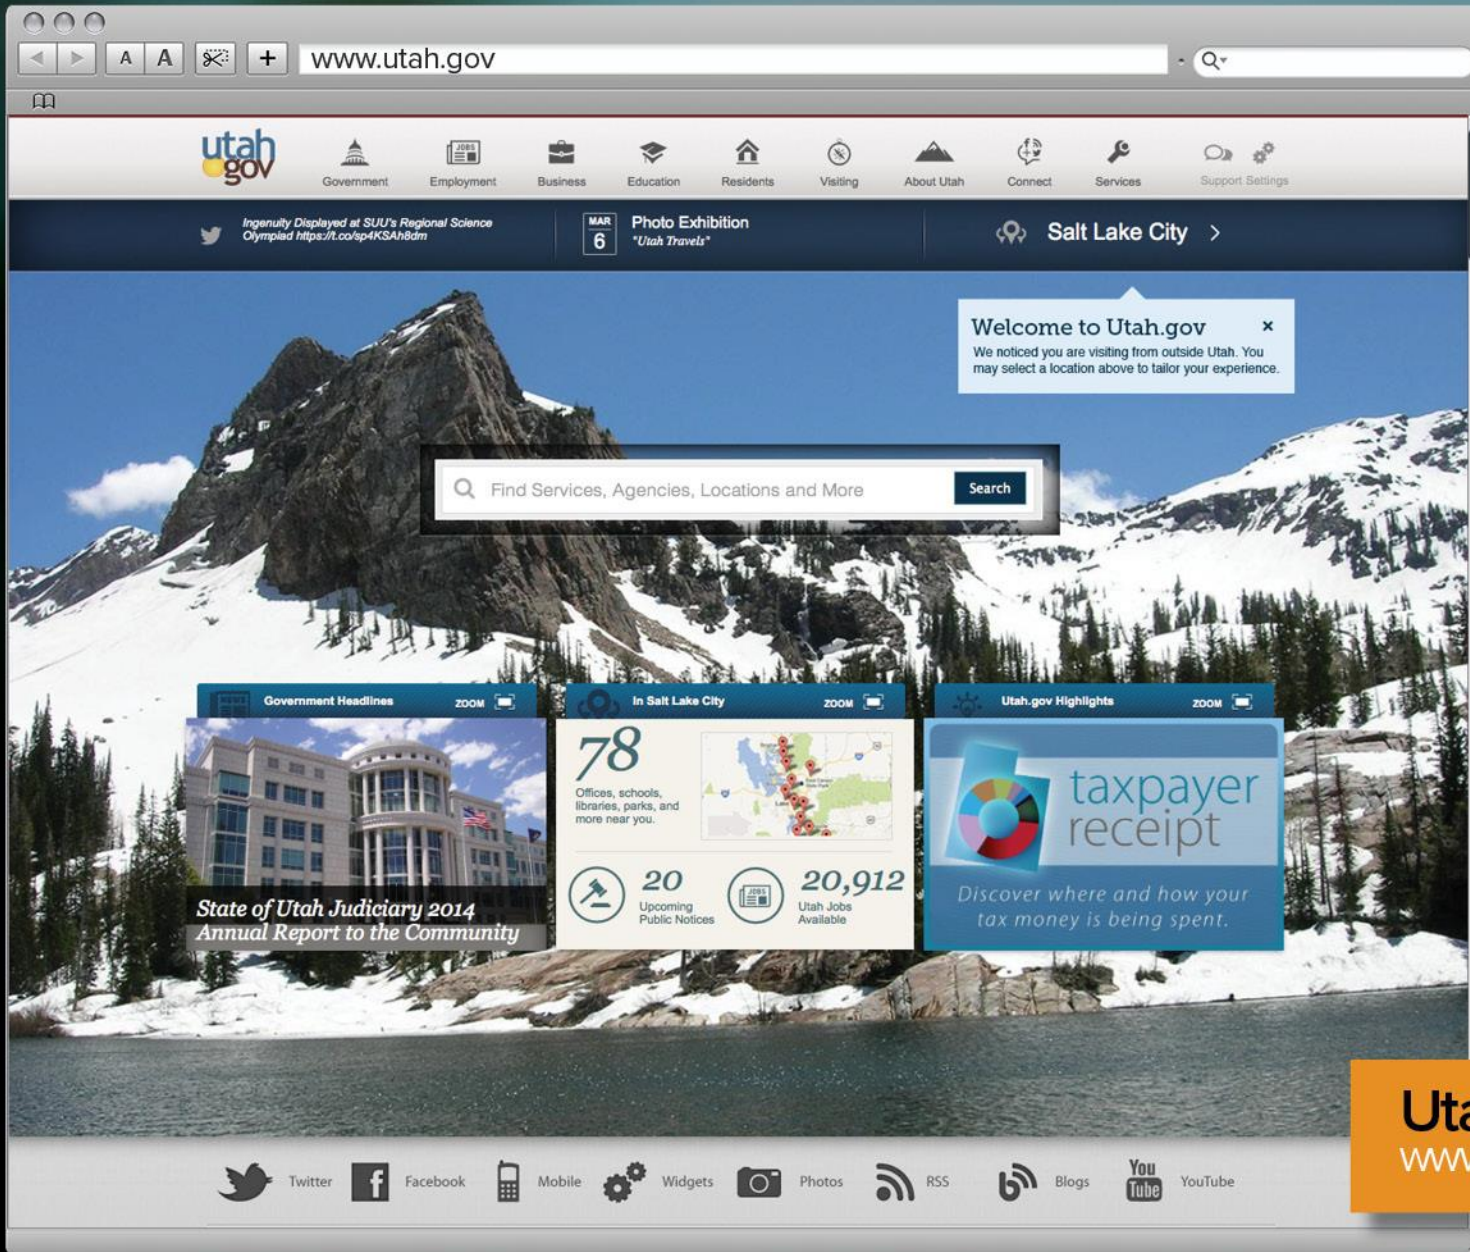 A A + www.utah.gov
utah
gov
JOBS
Government Employment Business Education Residents Visiting About Utah Connect Services Support Settings
Ingenuity Displayed at SUU's Regional Science
Olympiad https://t.co/sp4KSAh8dm
MAR
6
Photo Exhibition
"Utah Travels"
Salt Lake City >
Welcome to Utah.gov ×
We noticed you are visiting from outside Utah. You
may select a location above to tailor your experience.
Find Services, Agencies, Locations and More Search
Government Headlines ZOOM
State of Utah Judiciary 2014
Annual Report to the Community
In Salt Lake City ZOOM
78
Offices, schools,
libraries, parks, and
more near you.
20
Upcoming
Public Notices
JOBS
20,912
Utah Jobs
Available
Utah.gov Highlights ZOOM
taxpayer
receipt
Discover where and how your
tax money is being spent.
Twitter Facebook Mobile Widgets Photos RSS Blogs You Tube YouTube